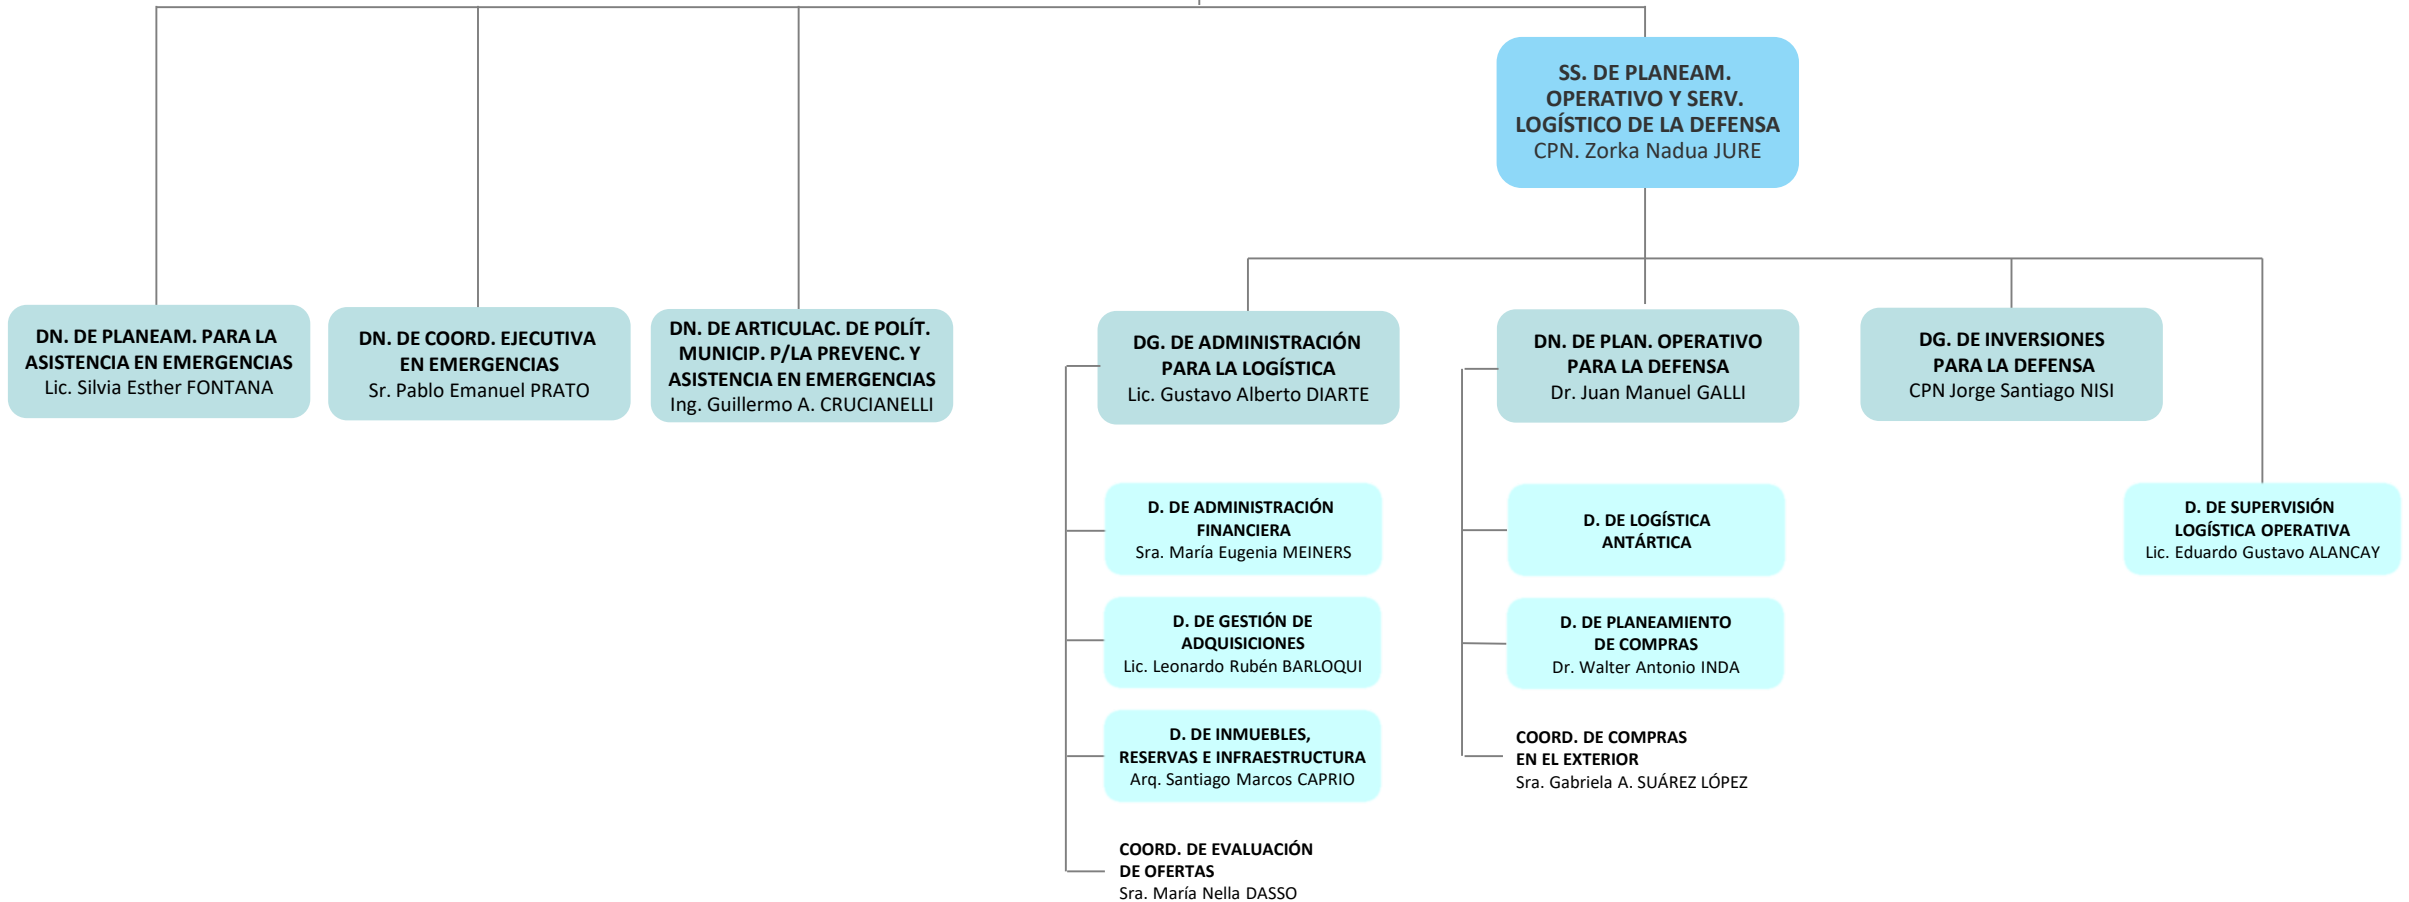 SS. DE PLANEAM.
OPERATIVO Y SERV.
LOGÍSTICO DE LA DEFENSA
CPN. Zorka Nadua JURE
DN. DE PLANEAM. PARA LA
ASISTENCIA EN EMERGENCIAS
Lic. Silvia Esther FONTANA
DN. DE COORD. EJECUTIVA
EN EMERGENCIAS
Sr. Pablo Emanuel PRATO
DN. DE ARTICULAC. DE POLÍT.
MUNICIP. P/LA PREVENC. Y
ASISTENCIA EN EMERGENCIAS
Ing. Guillermo A. CRUCIANELLI
DG. DE ADMINISTRACIÓN
PARA LA LOGÍSTICA
Lic. Gustavo Alberto DIARTE
DN. DE PLAN. OPERATIVO
PARA LA DEFENSA
Dr. Juan Manuel GALLI
DG. DE INVERSIONES
PARA LA DEFENSA
CPN Jorge Santiago NISI
D. DE ADMINISTRACIÓN
FINANCIERA
Sra. María Eugenia MEINERS
D. DE LOGÍSTICA
ANTÁRTICA
D. DE SUPERVISIÓN
LOGÍSTICA OPERATIVA
Lic. Eduardo Gustavo ALANCAY
D. DE GESTIÓN DE
ADQUISICIONES
Lic. Leonardo Rubén BARLOQUI
D. DE PLANEAMIENTO
DE COMPRAS
Dr. Walter Antonio INDA
D. DE INMUEBLES,
RESERVAS E INFRAESTRUCTURA
Arq. Santiago Marcos CAPRIO
COORD. DE COMPRAS
EN EL EXTERIOR
Sra. Gabriela A. SUÁREZ LÓPEZ
COORD. DE EVALUACIÓN
DE OFERTAS
Sra. María Nella DASSO